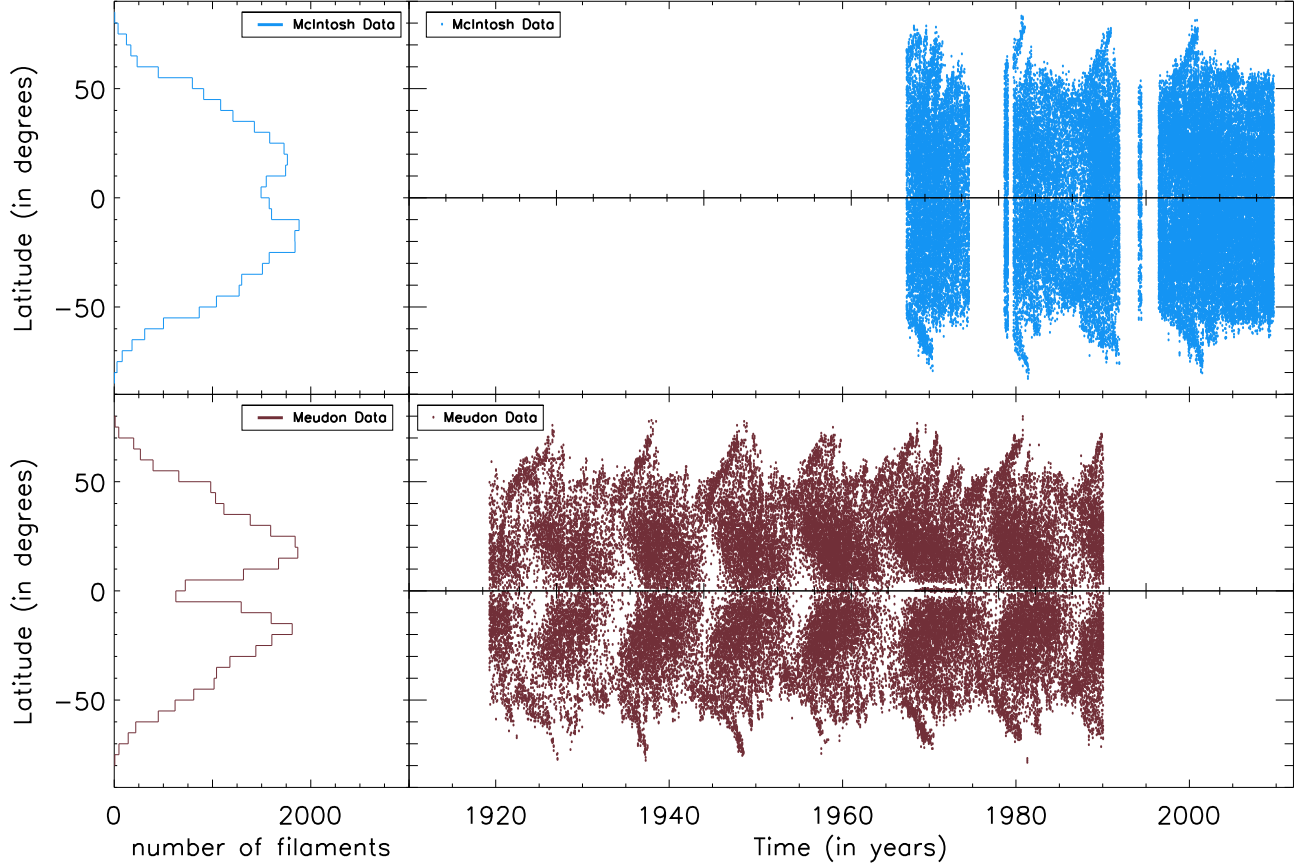 McIntosh Data
McIntosh Data
50
0
−50
Latitude (in degrees)
Meudon Data
Meudon Data
50
0
−50
Latitude (in degrees)
0
2000
number of filaments
1920
1940
1960
1980
2000
Time (in years)